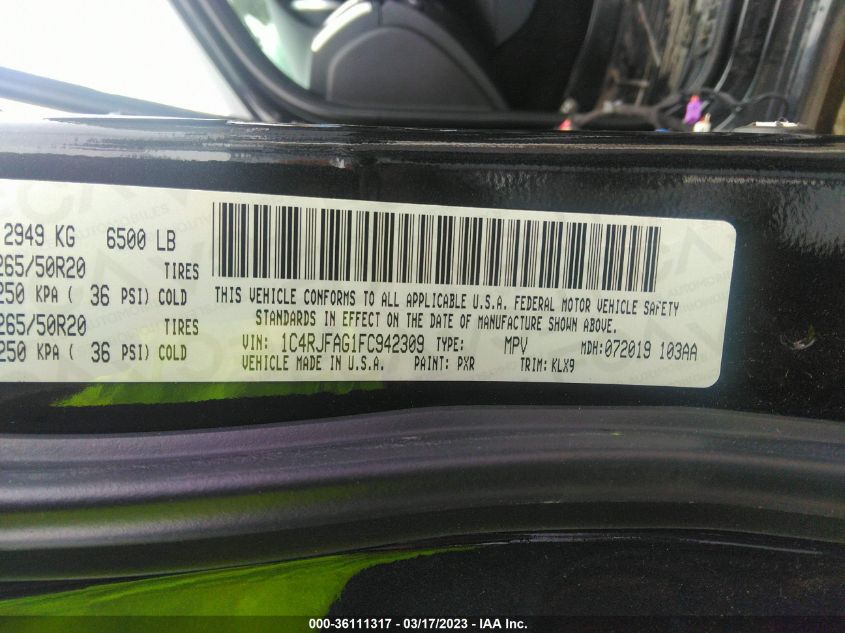 2949 KG 6500 LB
265/50R20 TIRES
250 KPA ( 36 PSI) COLD
265/50R20 TIRES
250 KPA ( 36 PSI) COLD
THIS VEHICLE CONFORMS TO ALL APPLICABLE U.S.A. FEDERAL MOTOR VEHICLE SAFETY
STANDARDS IN EFFECT ON THE DATE OF MANUFACTURE SHOWN ABOVE.
VIN: 1C4RJFAG1FC942309 TYPE: MPV MDH:072019 103AA
VEHICLE MADE IN U.S.A. PAINT: PXR TRIM: KLX9
000-36111317 - 03/17/2023 - IAA Inc.